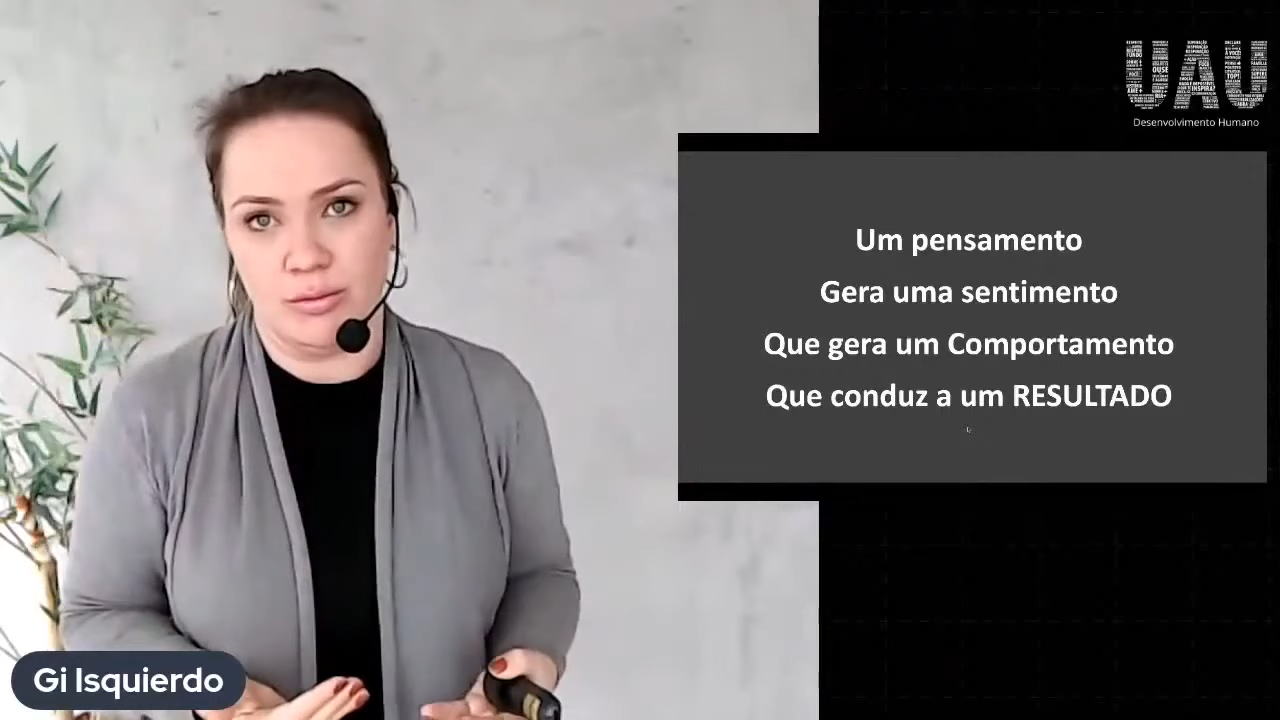 UAU
Desenvolvimento Humano
Um pensamento
Gera uma sentimento
Que gera um Comportamento
Que conduz a um RESULTADO
Gi Isquierdo